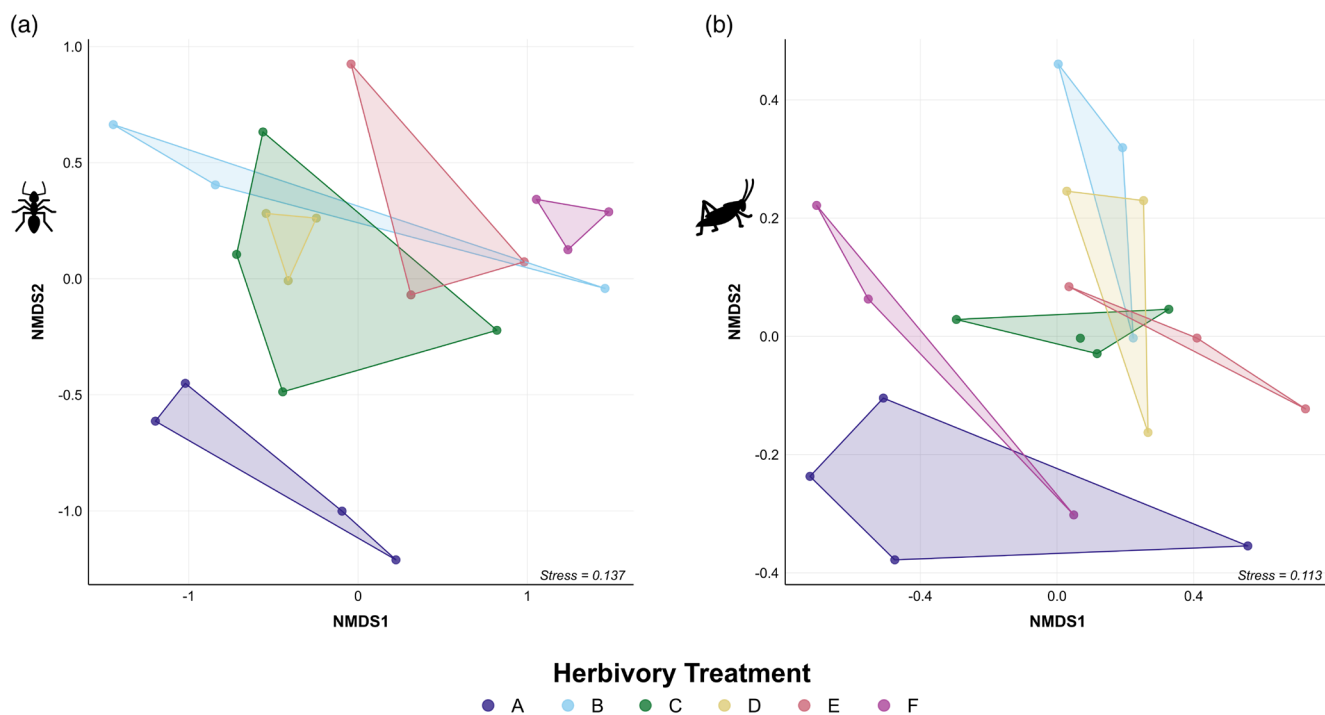 (a)
(b)
1.0
0.5
0.0
-0.5
-1.0
NMDS2
-1
0
1
NMDS1
Stress = 0.137
0.4
0.2
0.0
-0.2
-0.4
NMDS2
-0.4
0.0
0.4
NMDS1
Stress = 0.113
Herbivory Treatment
A B C D E F